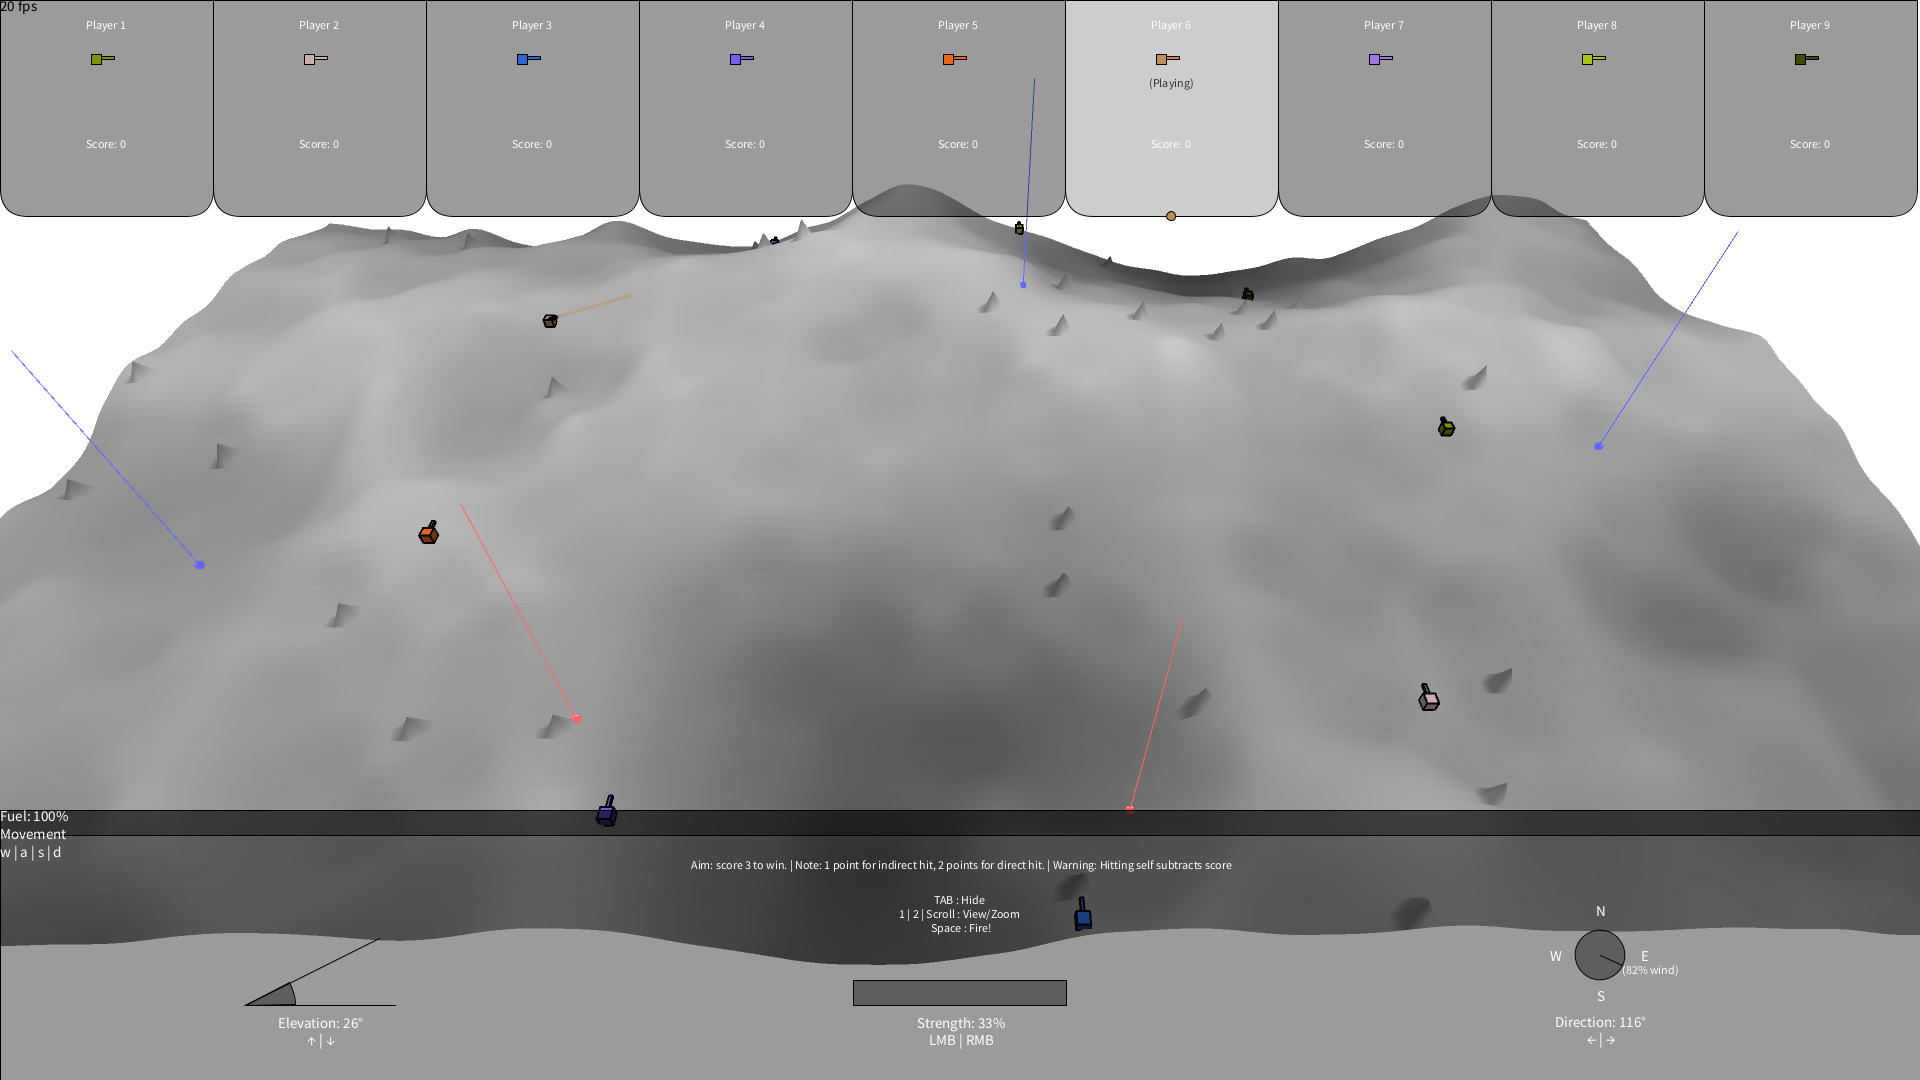 20 fps
Player 1
Player 2
Player 3
Player 4
Player 5
Player 6
Player 7
Player 8
Player 9
(Playing)
Score: 0
Score: 0
Score: 0
Score: 0
Score: 0
Score: 0
Score: 0
Score: 0
Score: 0
Fuel: 100%
Movement
w | a | s | d
Aim: score 3 to win. | Note: 1 point for indirect hit, 2 points for direct hit. | Warning: Hitting self subtracts score
TAB : Hide
1 | 2 | Scroll : View/Zoom
Space : Fire!
N
W
E
(82% wind)
S
Elevation: 26°
↑ | ↓
Strength: 33%
LMB | RMB
Direction: 116°
← | →